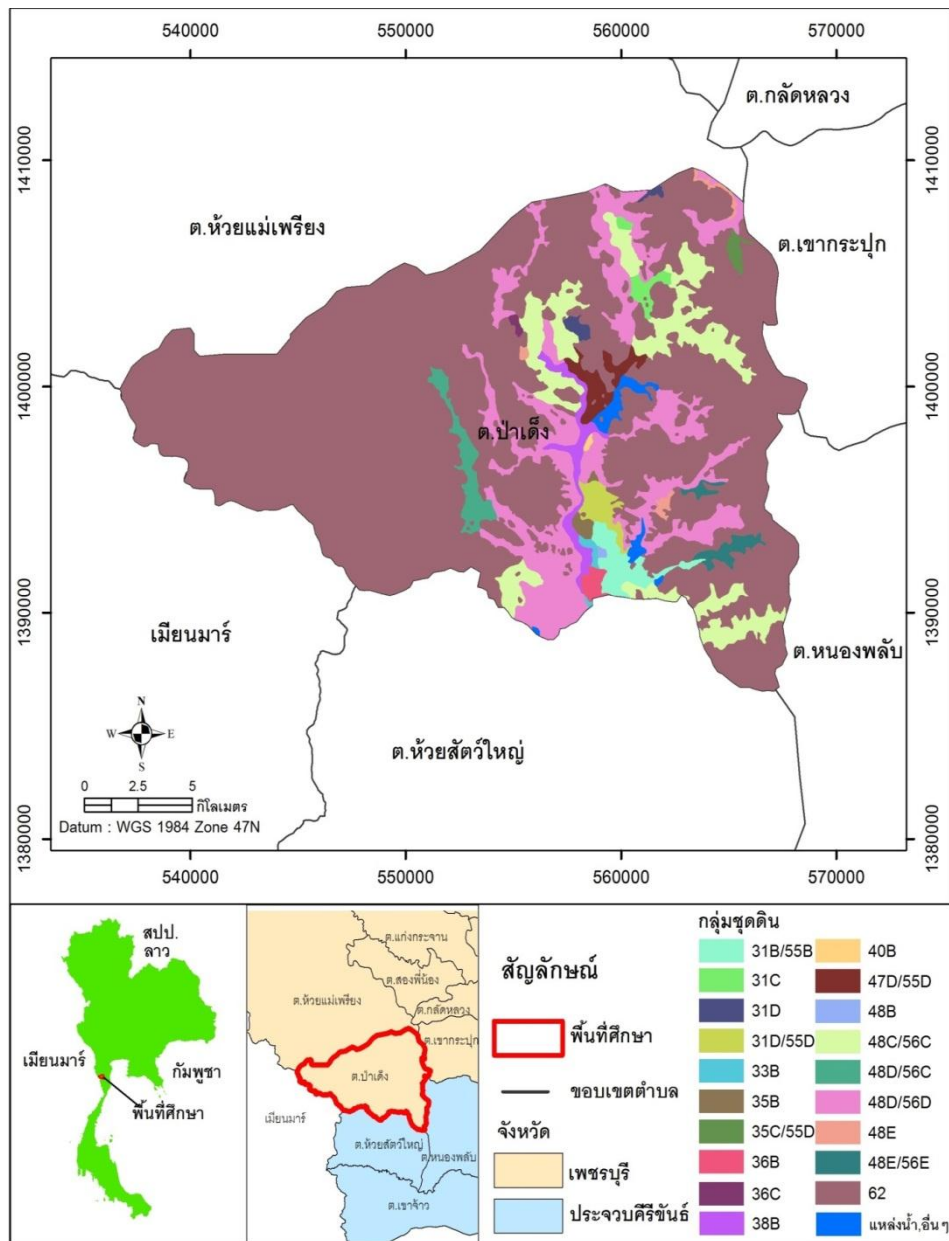 540000
550000
560000
570000
1410000
1410000
1400000
1400000
1390000
1390000
1380000
1380000
ต.กลัดหลวง
ต.ห้วยแม่เพรียง
ต.เขากระปุก
ต.ป่าเด็ง
เมียนมาร์
ต.หนองพลับ
ต.ห้วยสัตว์ใหญ่
N
W
E
S
0 2.5 5
กิโลเมตร
Datum : WGS 1984 Zone 47N
540000
550000
560000
570000
สปป.
ลาว
เมียนมาร์
กัมพูชา
พื้นที่ศึกษา
ต.แก่งกระจาน
ต.สองพี่น้อง
ต.ห้วยแม่เพรียง
ต.กลัดหลวง
ต.เขากระปุก
ต.ป่าเด็ง
เมียนมาร์
ต.ห้วยสัตว์ใหญ่
ต.หนองพลับ
ต.เขาจ้าว
สัญลักษณ์
พื้นที่ศึกษา
ขอบเขตตำบล
จังหวัด
เพชรบุรี
ประจวบคีรีขันธ์
กลุ่มชุดดิน
31B/55B
31C
31D
31D/55D
33B
35B
35C/55D
36B
36C
38B
40B
47D/55D
48B
48C/56C
48D/56C
48D/56D
48E
48E/56E
62
แหล่งน้ำ,อื่นๆ